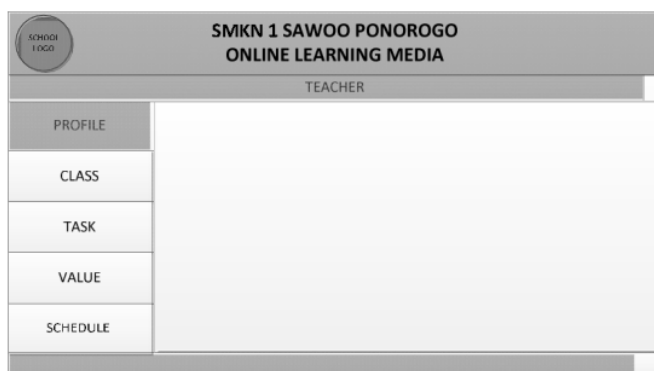 SCHOOL
LOGO
SMKN 1 SAWOO PONOROGO
ONLINE LEARNING MEDIA
TEACHER
PROFILE
CLASS
TASK
VALUE
SCHEDULE